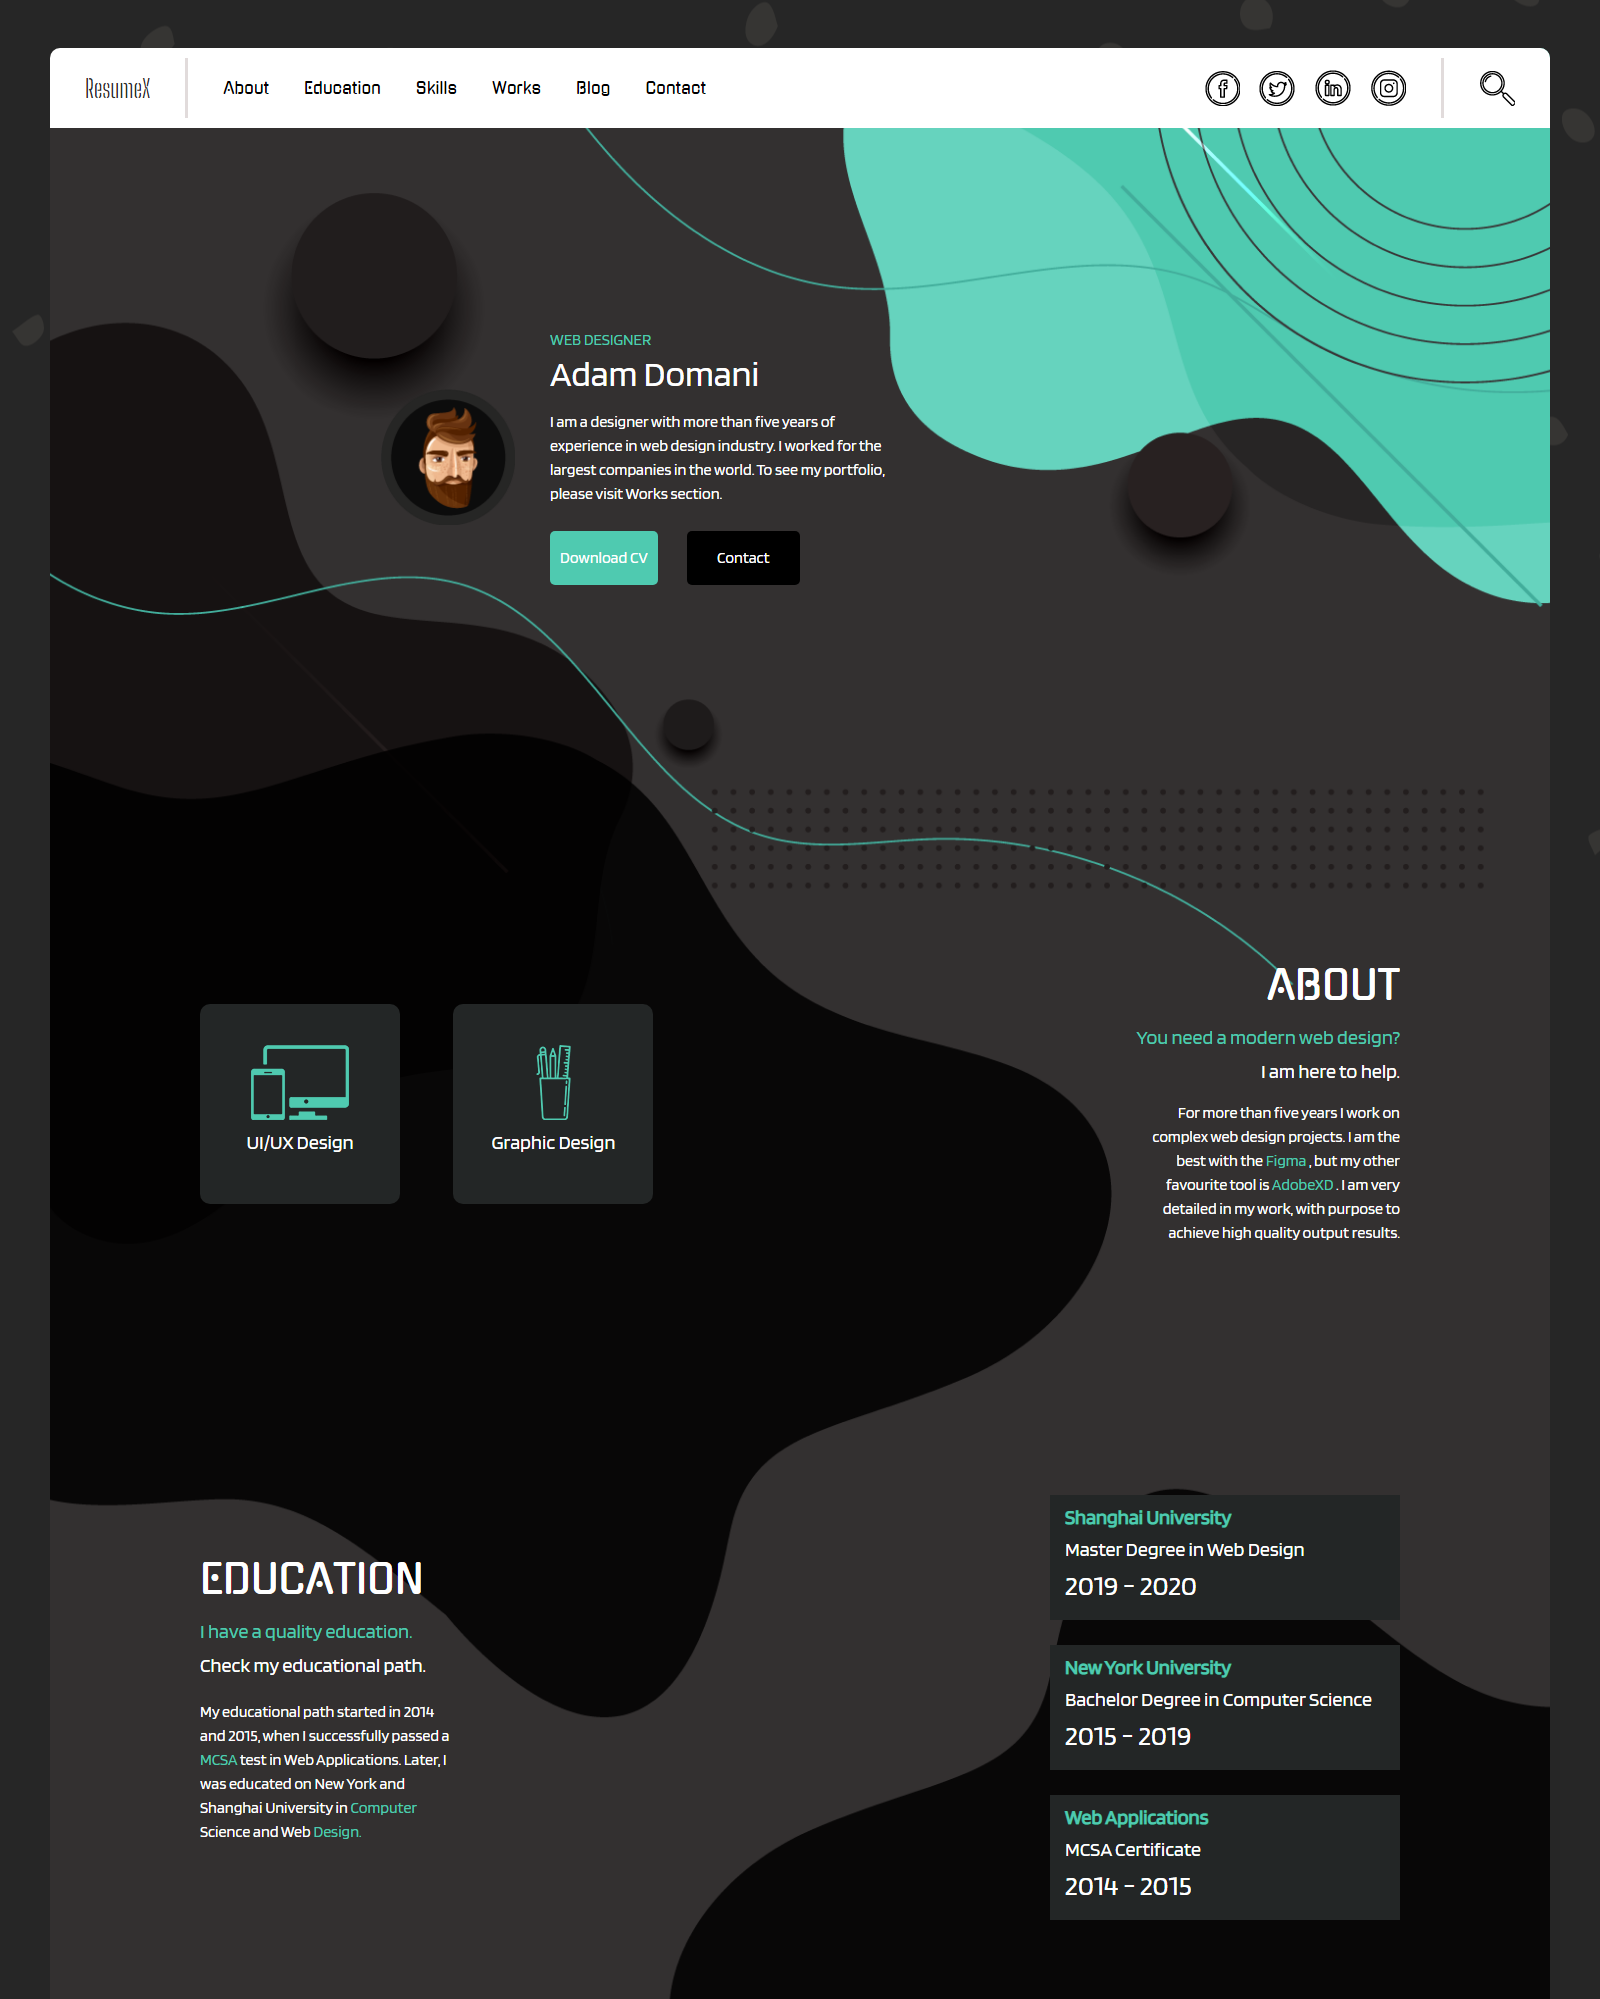 ResumeX
About Education Skills Works Blog Contact
WEB DESIGNER
Adam Domani
I am a designer with more than five years of
experience in web design industry. I worked for the
largest companies in the world. To see my portfolio,
please visit Works section.
Download CV Contact
ABOUT
You need a modern web design?
I am here to help.
For more than five years I work on
complex web design projects. I am the
best with the Figma , but my other
favourite tool is AdobeXD . I am very
detailed in my work, with purpose to
achieve high quality output results.
UI/UX Design
Graphic Design
EDUCATION
I have a quality education.
Check my educational path.
My educational path started in 2014
and 2015, when I successfully passed a
MCSA test in Web Applications. Later, I
was educated on New York and
Shanghai University in Computer
Science and Web Design.
Shanghai University
Master Degree in Web Design
2019 - 2020
New York University
Bachelor Degree in Computer Science
2015 - 2019
Web Applications
MCSA Certificate
2014 - 2015